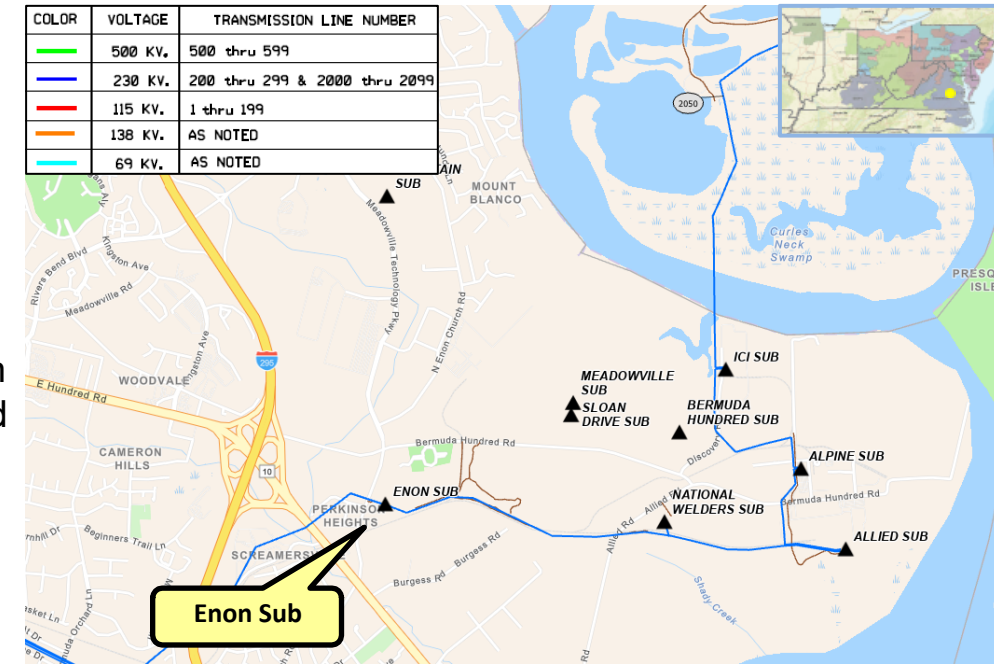 COLOR VOLTAGE TRANSMISSION LINE NUMBER
500 KV. 500 thru 599
230 KV. 200 thru 299 & 2000 thru 2099
115 KV. 1 thru 199
138 KV. AS NOTED
69 KV. AS NOTED
2050
SUB
MOUNT
BLANCO
Curles
Neck
Swamp
Kingston Ave
Rivers Bend Blvd
Meadowville Rd
Meadowville Technology Pkwy
N Enon Church Rd
295
ICI SUB
MEADOWVILLE
SUB
SLOAN
DRIVE SUB
BERMUDA
HUNDRED SUB
WOODVALE
E Hundred Rd
Bermuda Hundred Rd
CAMERON
HILLS
10
ALPINE SUB
ENON SUB
NATIONAL
WELDERS SUB
Allied Rd
Bermuda Hundred Rd
PERKINSON
HEIGHTS
Beginners Trail Ln
Burgess Rd
Allied Rd
ALLIED SUB
Burgess Rd
Shady Creek
Enon Sub